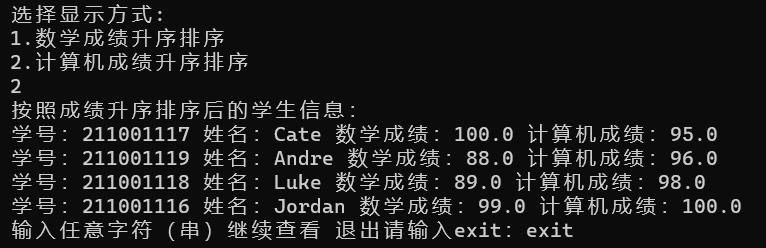 选择显示方式:
1.数学成绩升序排序
2.计算机成绩升序排序
2
按照成绩升序排序后的学生信息:
学号: 211001117 姓名: Cate 数学成绩: 100.0 计算机成绩: 95.0
学号: 211001119 姓名: Andre 数学成绩: 88.0 计算机成绩: 96.0
学号: 211001118 姓名: Luke 数学成绩: 89.0 计算机成绩: 98.0
学号: 211001116 姓名: Jordan 数学成绩: 99.0 计算机成绩: 100.0
输入任意字符（串）继续查看 退出请输入exit: exit